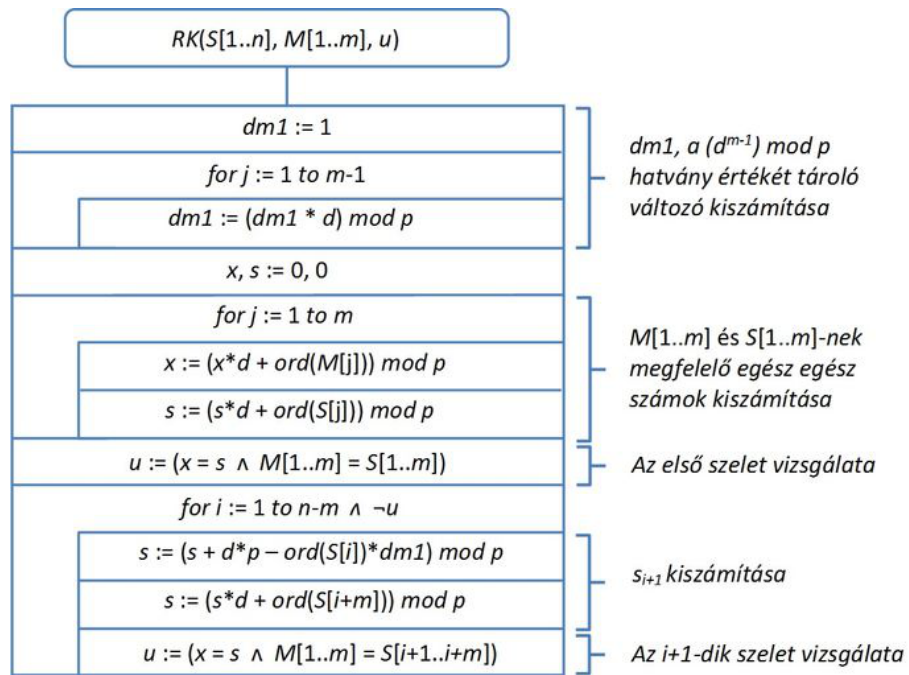 RK(S[1..n], M[1..m], u)
dm1 := 1
for j := 1 to m-1
dm1 := (dm1 * d) mod p
dm1, a (d^{m-1}) mod p
hatvány értékét tároló
változó kiszámítása
x, s := 0, 0
for j := 1 to m
x := (x*d + ord(M[j])) mod p
s := (s*d + ord(S[j])) mod p
M[1..m] és S[1..m]-nek
megfelelő egész egész
számok kiszámítása
u := (x = s ∧ M[1..m] = S[1..m])
Az első szelet vizsgálata
for i := 1 to n-m ∧ ¬u
s := (s + d*p – ord(S[i])*dm1) mod p
s := (s*d + ord(S[i+m])) mod p
s_{i+1} kiszámítása
u := (x = s ∧ M[1..m] = S[i+1..i+m])
Az i+1-dik szelet vizsgálata